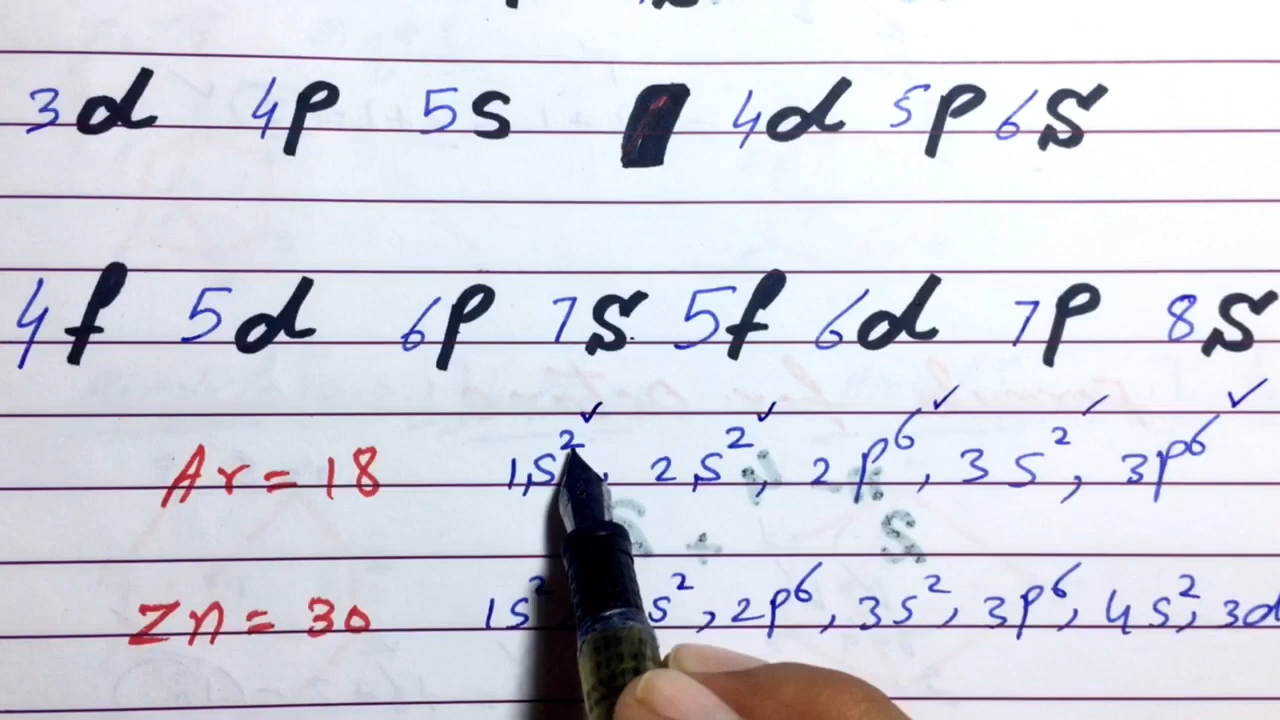 3d 4p 5s 4d 5p 6s
4f 5d 6p 7s 5f 6d 7p 8s
Ar = 18 1s², 2s², 2p⁶, 3s², 3p⁶
Zn = 30 1s² s², 2p⁶, 3s², 3p⁶, 4s², 3d